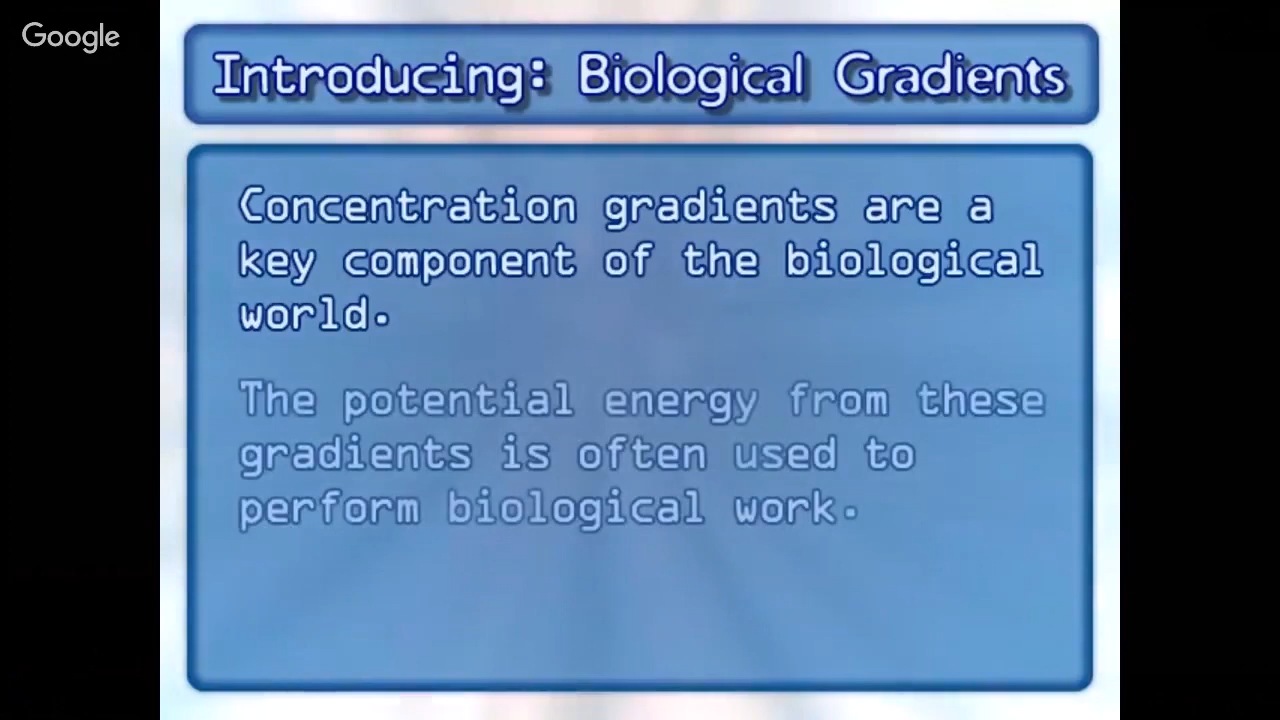 Google
Introducing: Biological Gradients
Concentration gradients are a
key component of the biological
world.
The potential energy from these
gradients is often used to
perform biological work.